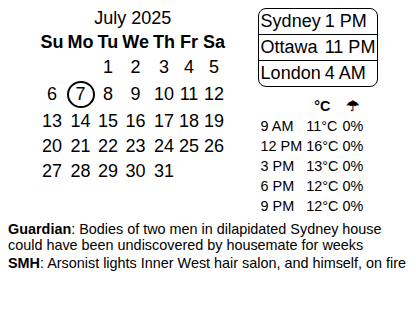 July 2025
Su Mo Tu We Th Fr Sa
1 2 3 4 5
6 7 8 9 10 11 12
13 14 15 16 17 18 19
20 21 22 23 24 25 26
27 28 29 30 31
Sydney 1 PM
Ottawa 11 PM
London 4 AM
°C ☂
9 AM 11°C 0%
12 PM 16°C 0%
3 PM 13°C 0%
6 PM 12°C 0%
9 PM 12°C 0%
Guardian: Bodies of two men in dilapidated Sydney house
could have been undiscovered by housemate for weeks
SMH: Arsonist lights Inner West hair salon, and himself, on fire